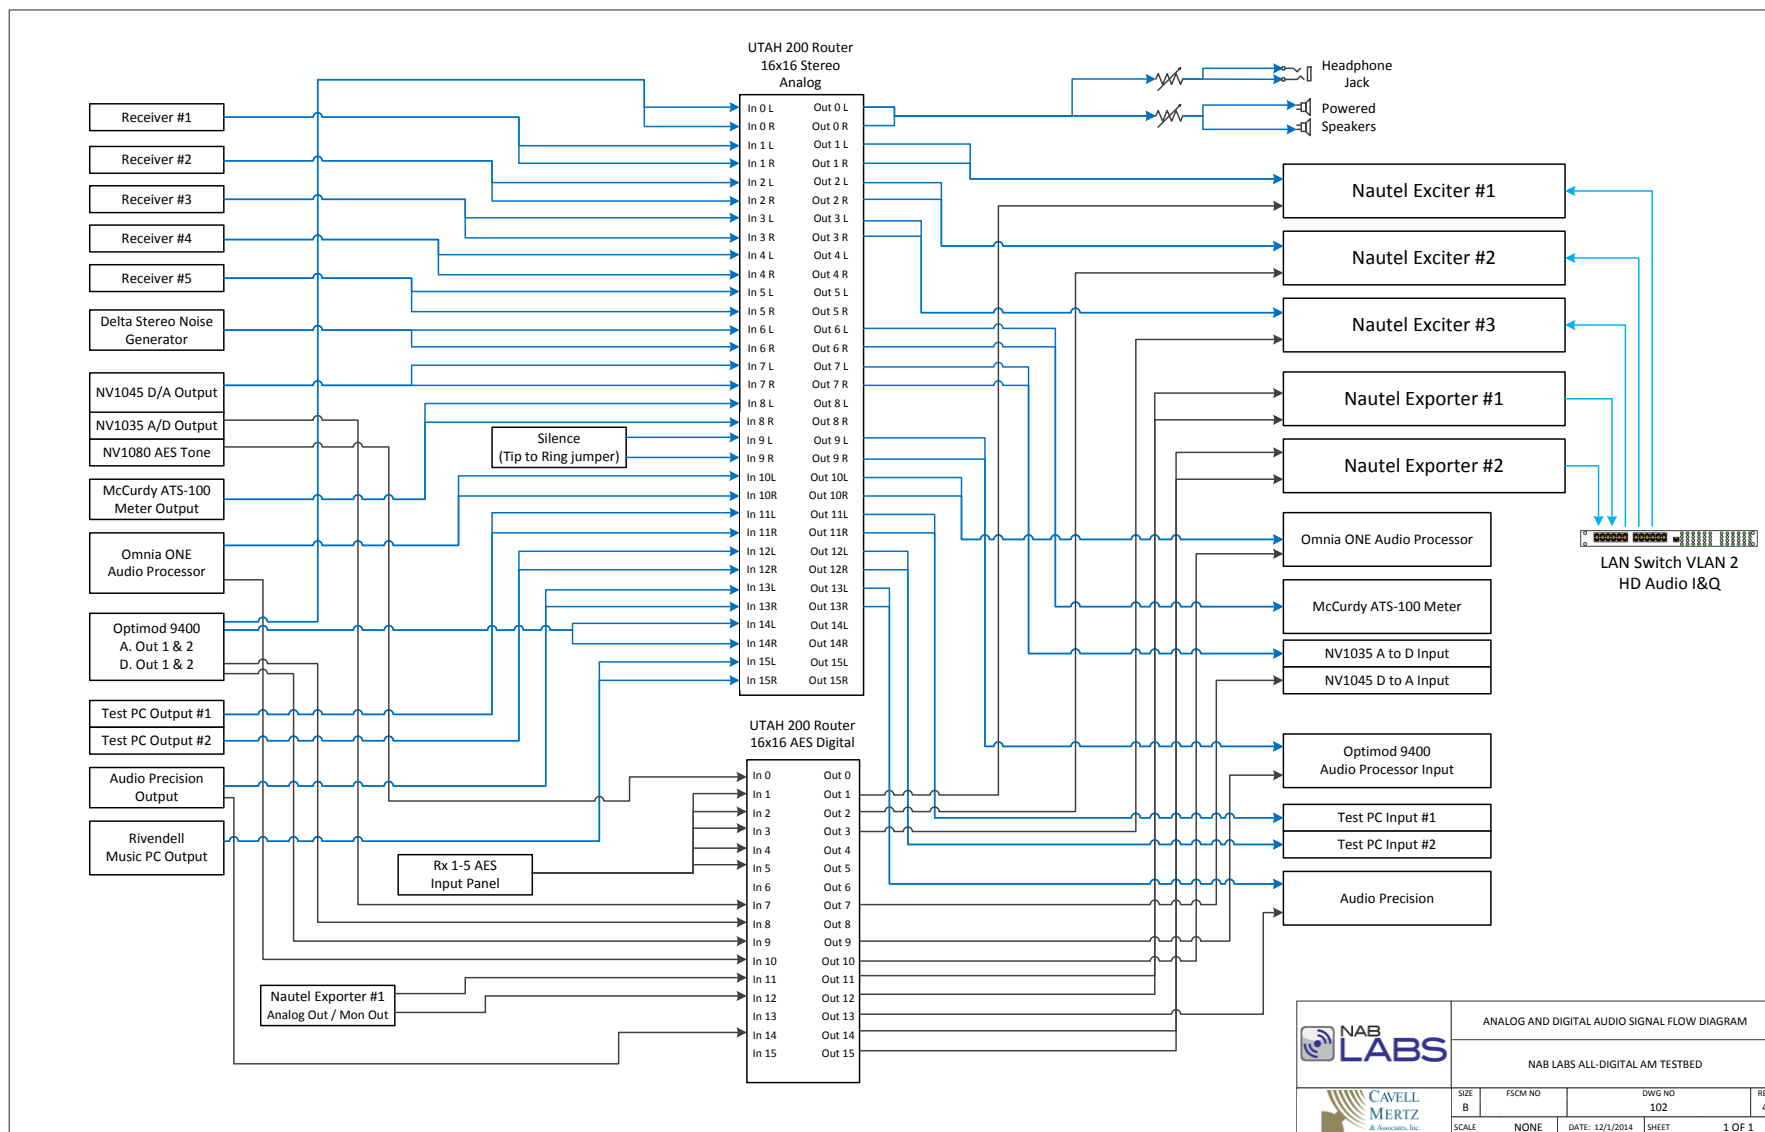 UTAH 200 Router
16x16 Stereo
Analog
Receiver #1
Receiver #2
Receiver #3
Receiver #4
Receiver #5
Delta Stereo Noise
Generator
NV1045 D/A Output
NV1035 A/D Output
NV1080 AES Tone
McCurdy ATS-100
Meter Output
Omnia ONE
Audio Processor
Optimod 9400
A. Out 1 & 2
D. Out 1 & 2
Test PC Output #1
Test PC Output #2
Audio Precision
Output
Rivendell
Music PC Output
Silence
(Tip to Ring jumper)
Rx 1-5 AES
Input Panel
Nautel Exporter #1
Analog Out / Mon Out
In 0 L Out 0 L
In 0 R Out 0 R
In 1 L Out 1 L
In 1 R Out 1 R
In 2 L Out 2 L
In 2 R Out 2 R
In 3 L Out 3 L
In 3 R Out 3 R
In 4 L Out 4 L
In 4 R Out 4 R
In 5 L Out 5 L
In 5 R Out 5 R
In 6 L Out 6 L
In 6 R Out 6 R
In 7 L Out 7 L
In 7 R Out 7 R
In 8 L Out 8 L
In 8 R Out 8 R
In 9 L Out 9 L
In 9 R Out 9 R
In 10L Out 10L
In 10R Out 10R
In 11L Out 11L
In 11R Out 11R
In 12L Out 12L
In 12R Out 12R
In 13L Out 13L
In 13R Out 13R
In 14L Out 14L
In 14R Out 14R
In 15L Out 15L
In 15R Out 15R
UTAH 200 Router
16x16 AES Digital
In 0 Out 0
In 1 Out 1
In 2 Out 2
In 3 Out 3
In 4 Out 4
In 5 Out 5
In 6 Out 6
In 7 Out 7
In 8 Out 8
In 9 Out 9
In 10 Out 10
In 11 Out 11
In 12 Out 12
In 13 Out 13
In 14 Out 14
In 15 Out 15
Headphone
Jack
Powered
Speakers
Nautel Exciter #1
Nautel Exciter #2
Nautel Exciter #3
Nautel Exporter #1
Nautel Exporter #2
Omnia ONE Audio Processor
McCurdy ATS-100 Meter
NV1035 A to D Input
NV1045 D to A Input
Optimod 9400
Audio Processor Input
Test PC Input #1
Test PC Input #2
Audio Precision
LAN Switch VLAN 2
HD Audio I&Q
NAB
LABS
ANALOG AND DIGITAL AUDIO SIGNAL FLOW DIAGRAM
NAB LABS ALL-DIGITAL AM TESTBED
CAVELL
MERTZ
& Associates, Inc.
SIZE FSCM NO DWG NO RE
B 102 4
SCALE NONE DATE: 12/1/2014 SHEET 1 OF 1